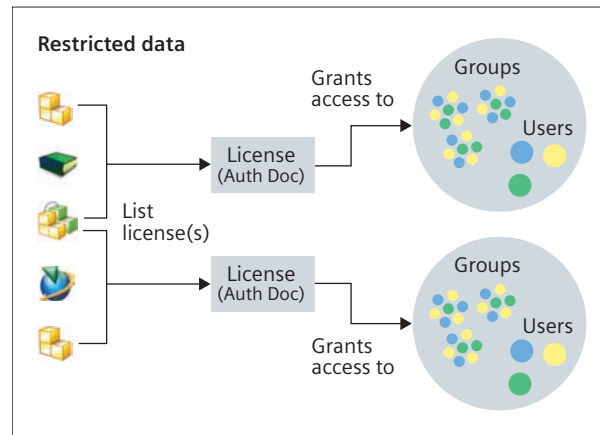 Restricted data
Grants
access to
Groups
Users
License
(Auth Doc)
List
license(s)
License
(Auth Doc)
Grants
access to
Groups
Users